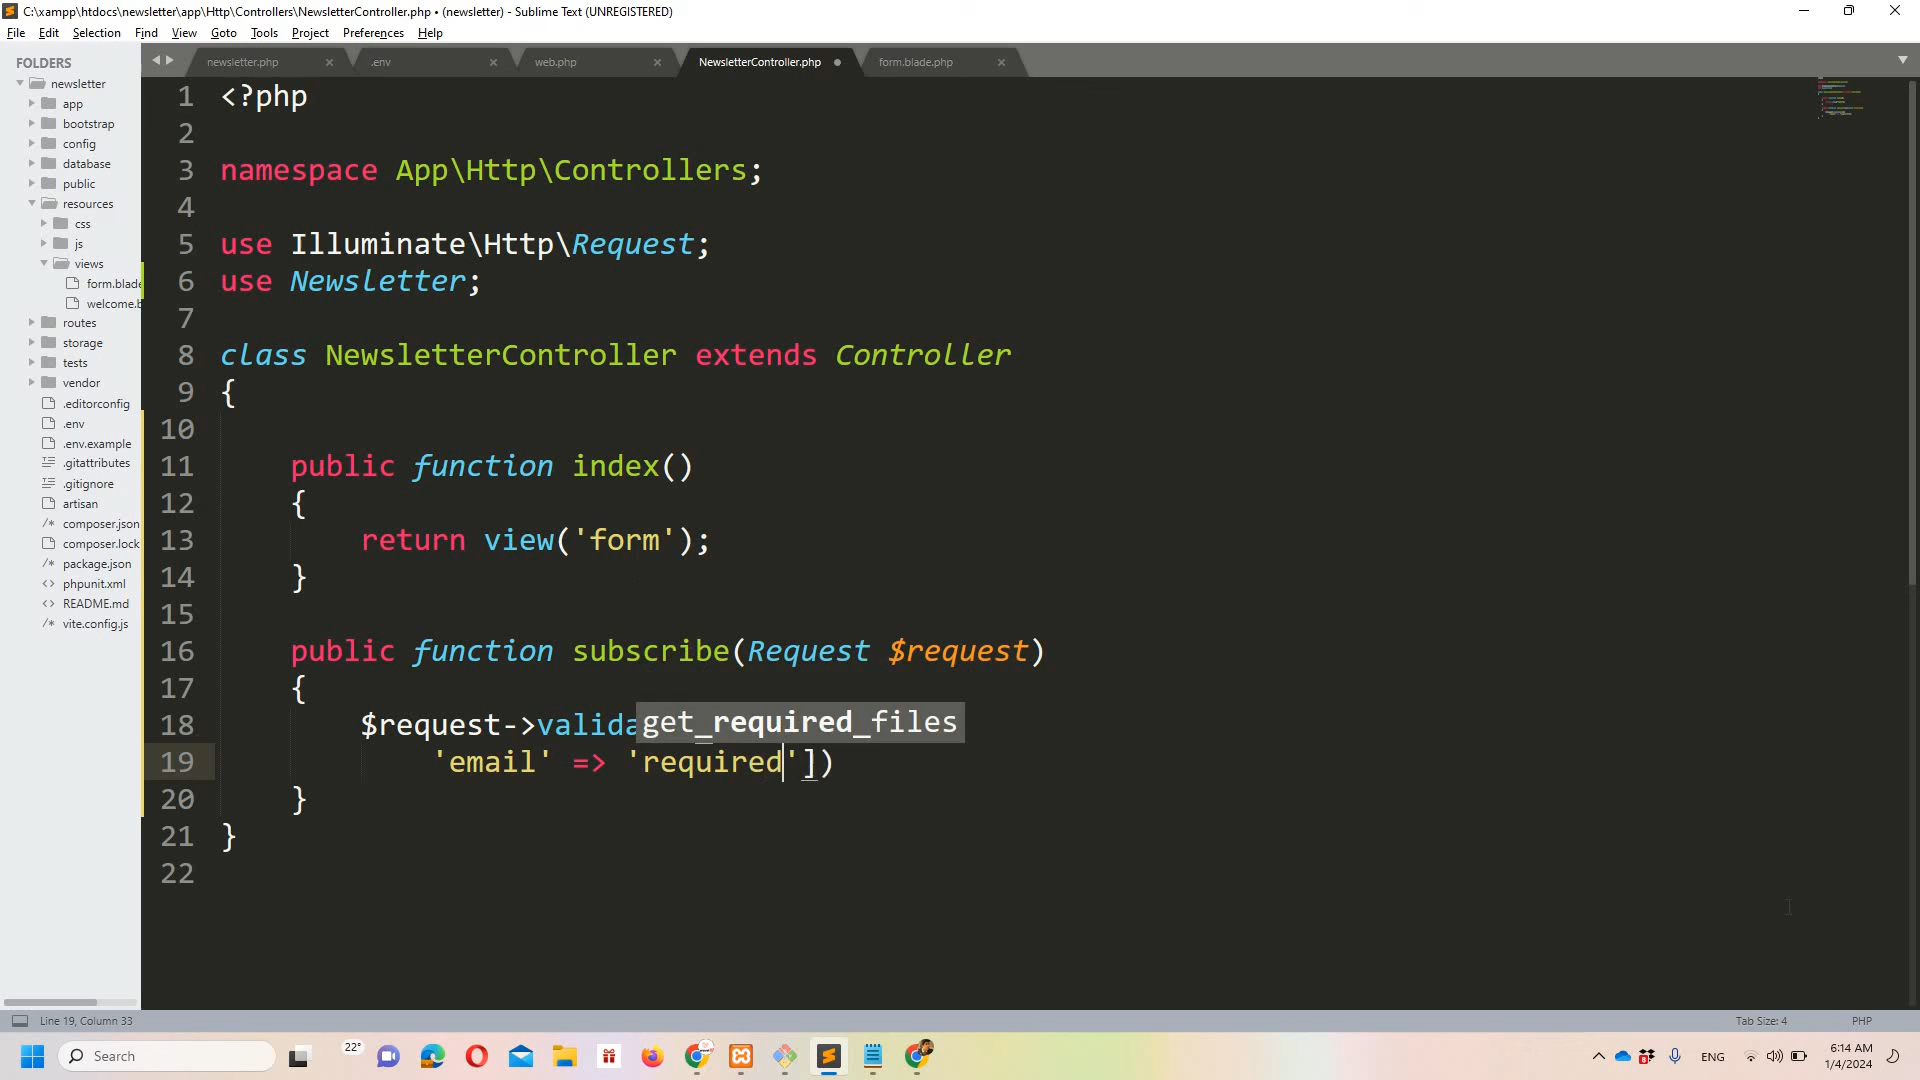 C:\xampp\htdocs\newsletter\app\Http\Controllers\NewsletterController.php • (newsletter) - Sublime Text (UNREGISTERED)
File Edit Selection Find View Goto Tools Project Preferences Help
FOLDERS
newsletter
app
bootstrap
config
database
public
resources
css
js
views
form.blade
welcome.b
routes
storage
tests
vendor
.editorconfig
.env
.env.example
.gitattributes
.gitignore
artisan
composer.json
composer.lock
package.json
phpunit.xml
README.md
vite.config.js
newsletter.php .env web.php NewsletterController.php form.blade.php
1 <?php
2
3 namespace App\Http\Controllers;
4
5 use Illuminate\Http\Request;
6 use Newsletter;
7
8 class NewsletterController extends Controller
9 {
10
11 public function index()
12 {
13 return view('form');
14 }
15
16 public function subscribe(Request $request)
17 {
18 $request->valida
get_required_files
19 'email' => 'required'])
20 }
21 }
22
Line 19, Column 33
Tab Size: 4 PHP
Search
22°
ENG
6:14 AM
1/4/2024